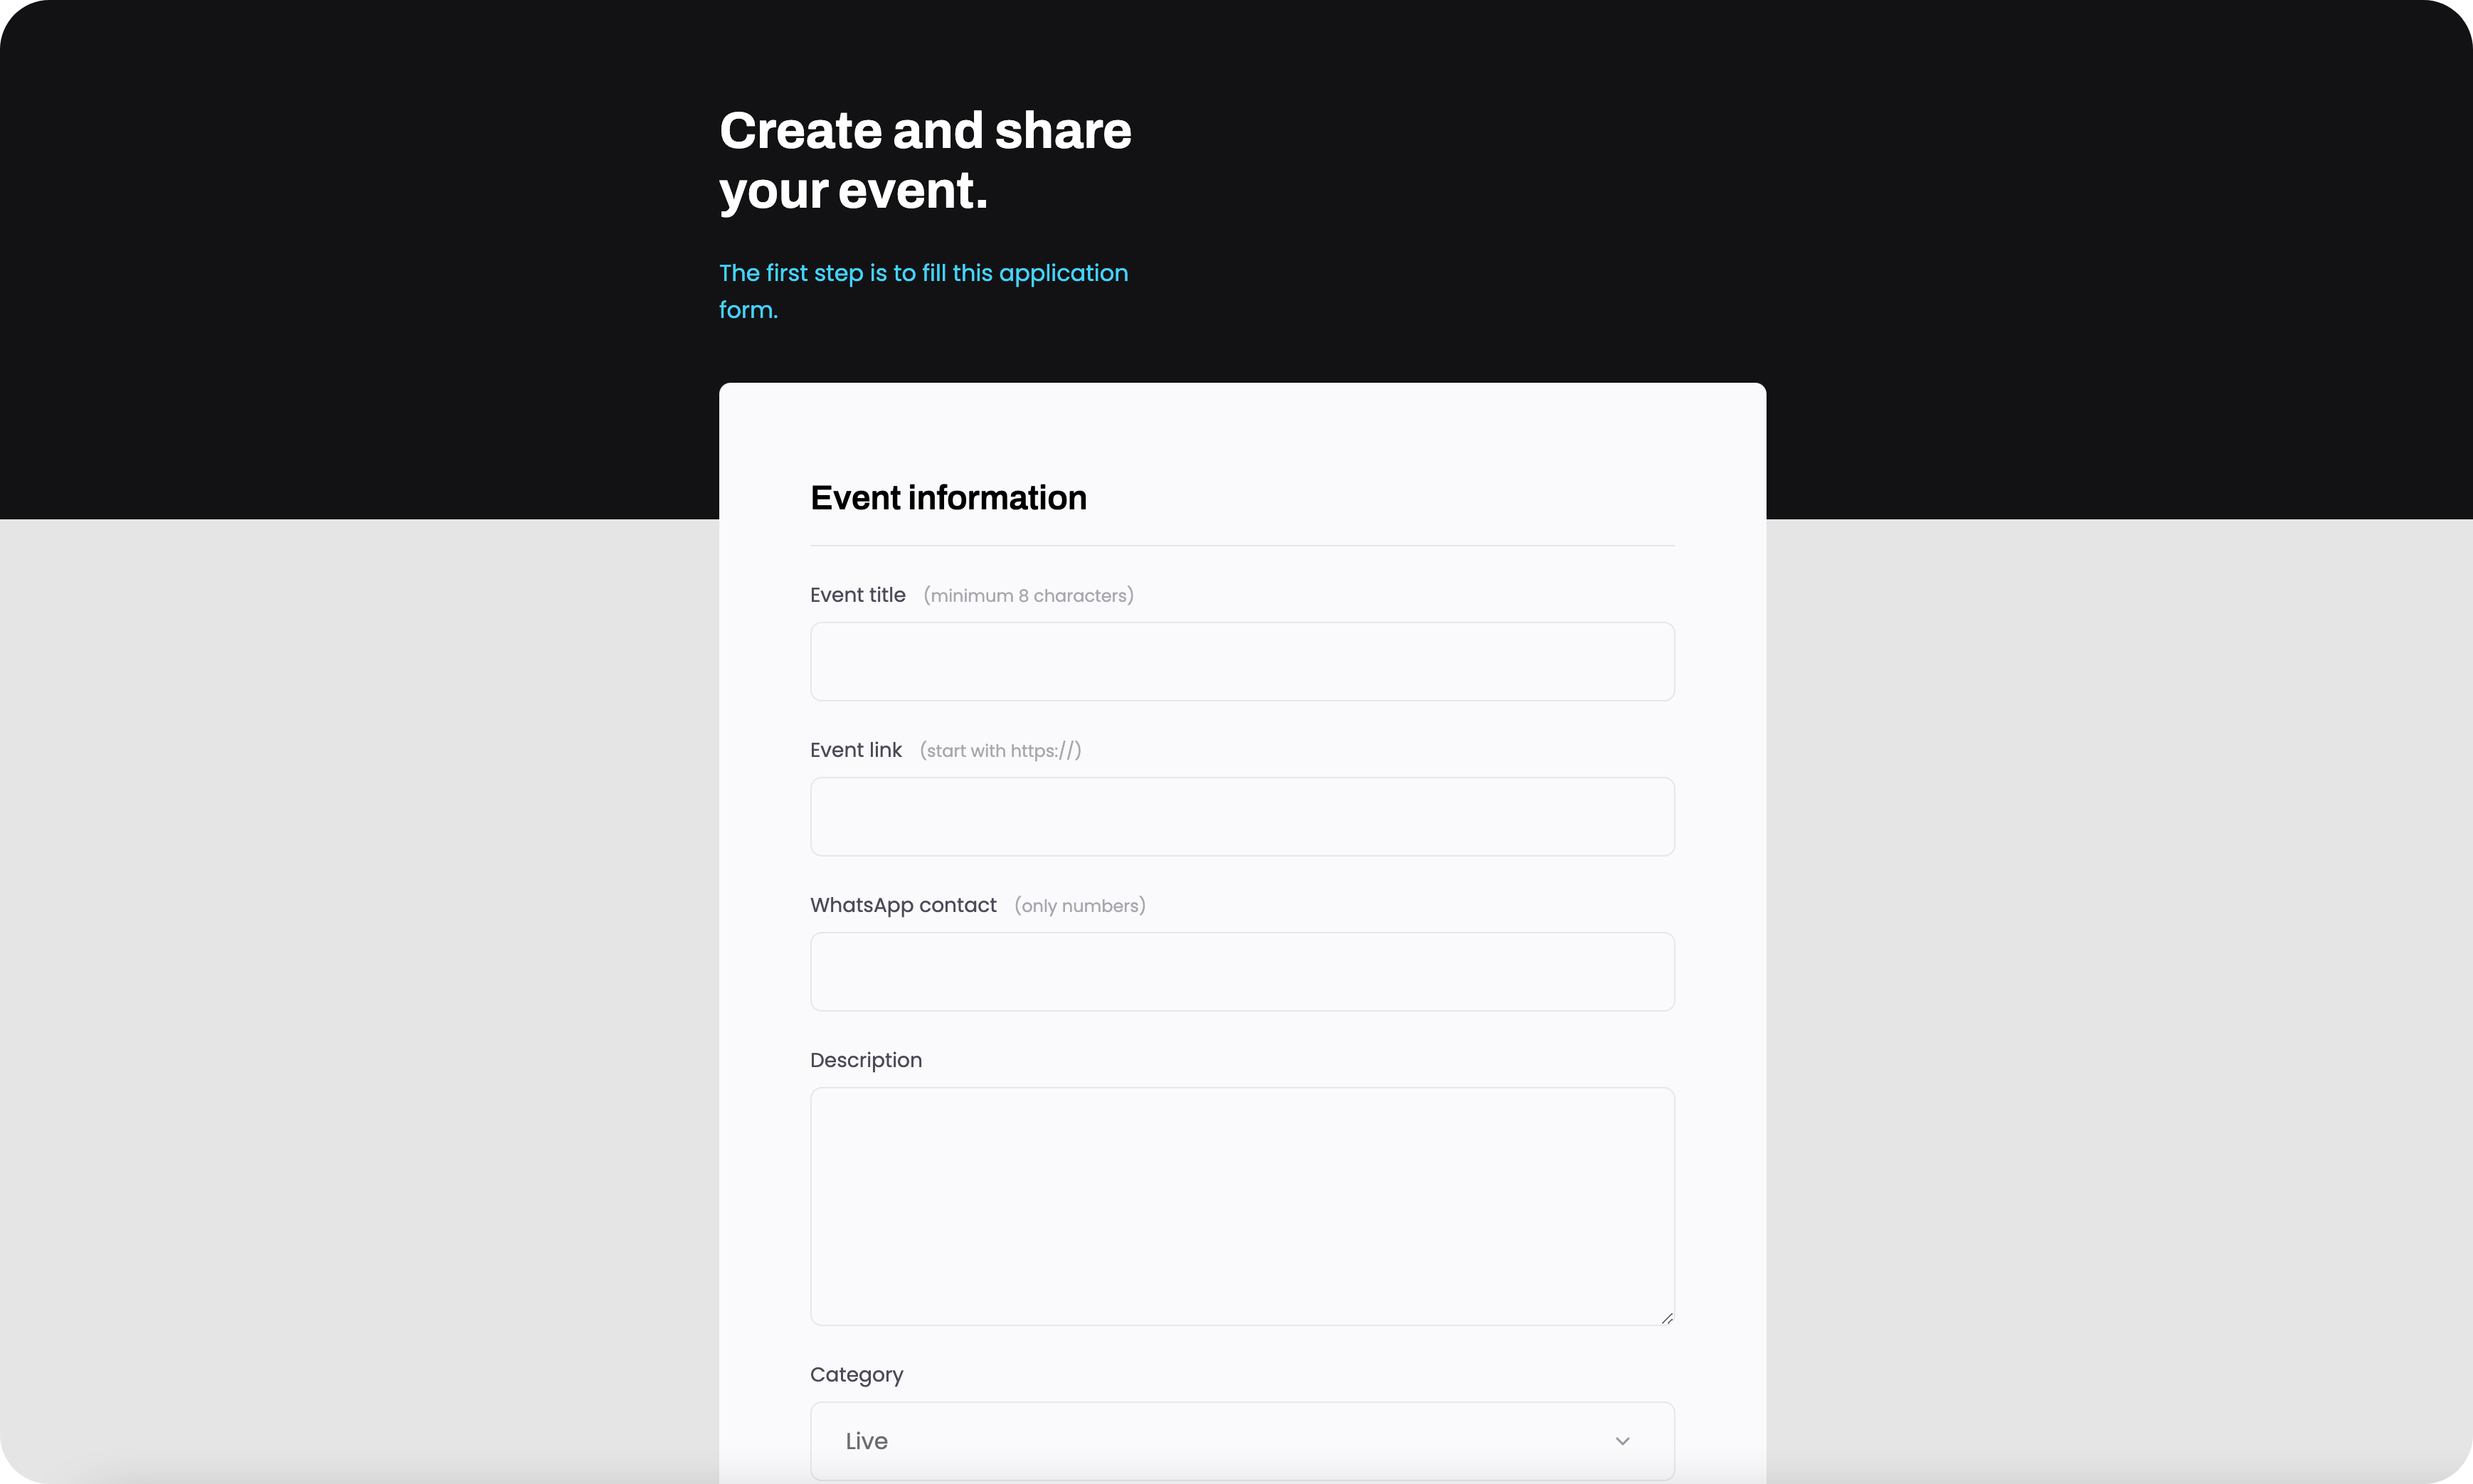 Create and share
your event.
The first step is to fill this application
form.
Event information
Event title (minimum 8 characters)
Event link (start with https://)
WhatsApp contact (only numbers)
Description
Category
Live